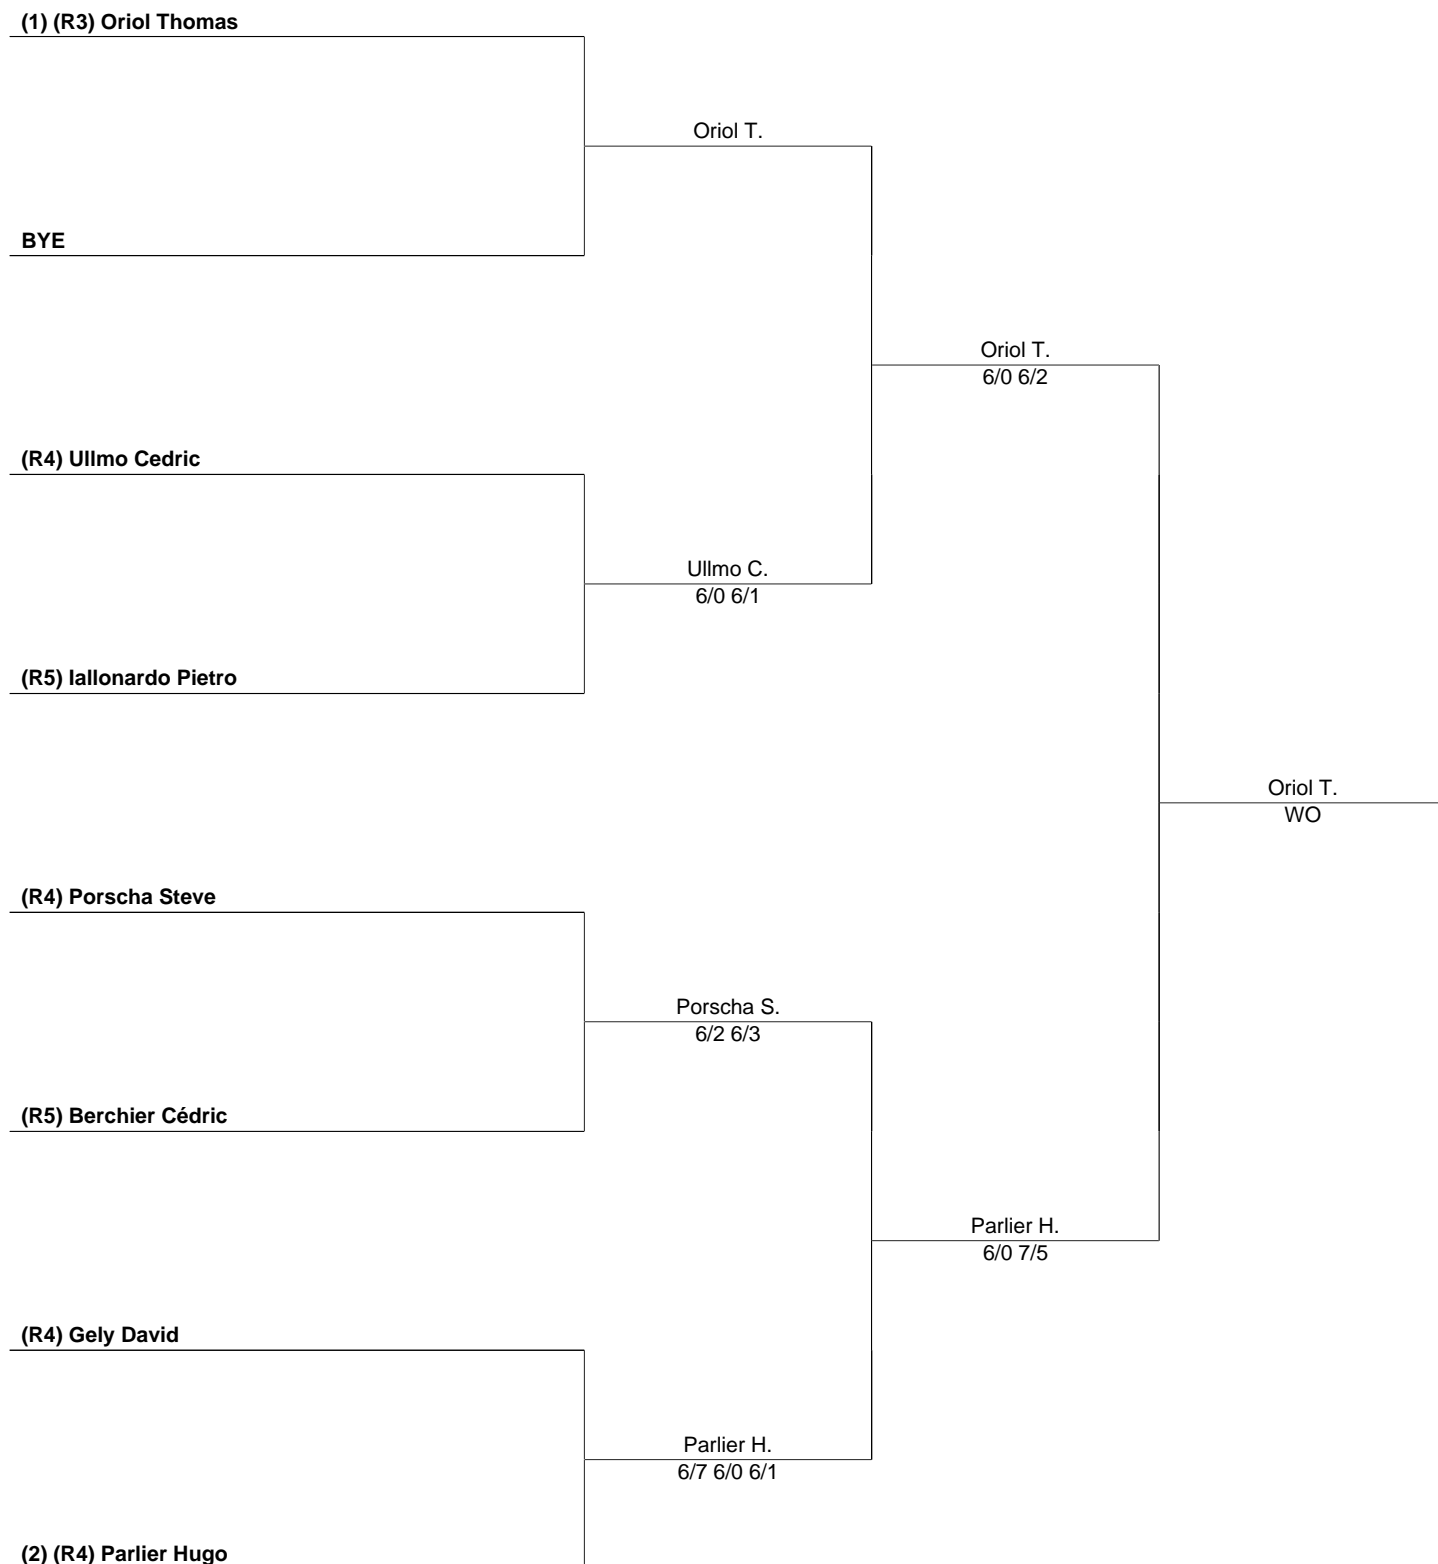 (1) (R3) Oriol Thomas
Oriol T.
BYE
Oriol T.
6/0 6/2
(R4) Ullmo Cedric
Ullmo C.
6/0 6/1
(R5) Iallonardo Pietro
Oriol T.
WO
(R4) Porscha Steve
Porscha S.
6/2 6/3
(R5) Berchier Cédric
Parlier H.
6/0 7/5
(R4) Gely David
Parlier H.
6/7 6/0 6/1
(2) (R4) Parlier Hugo